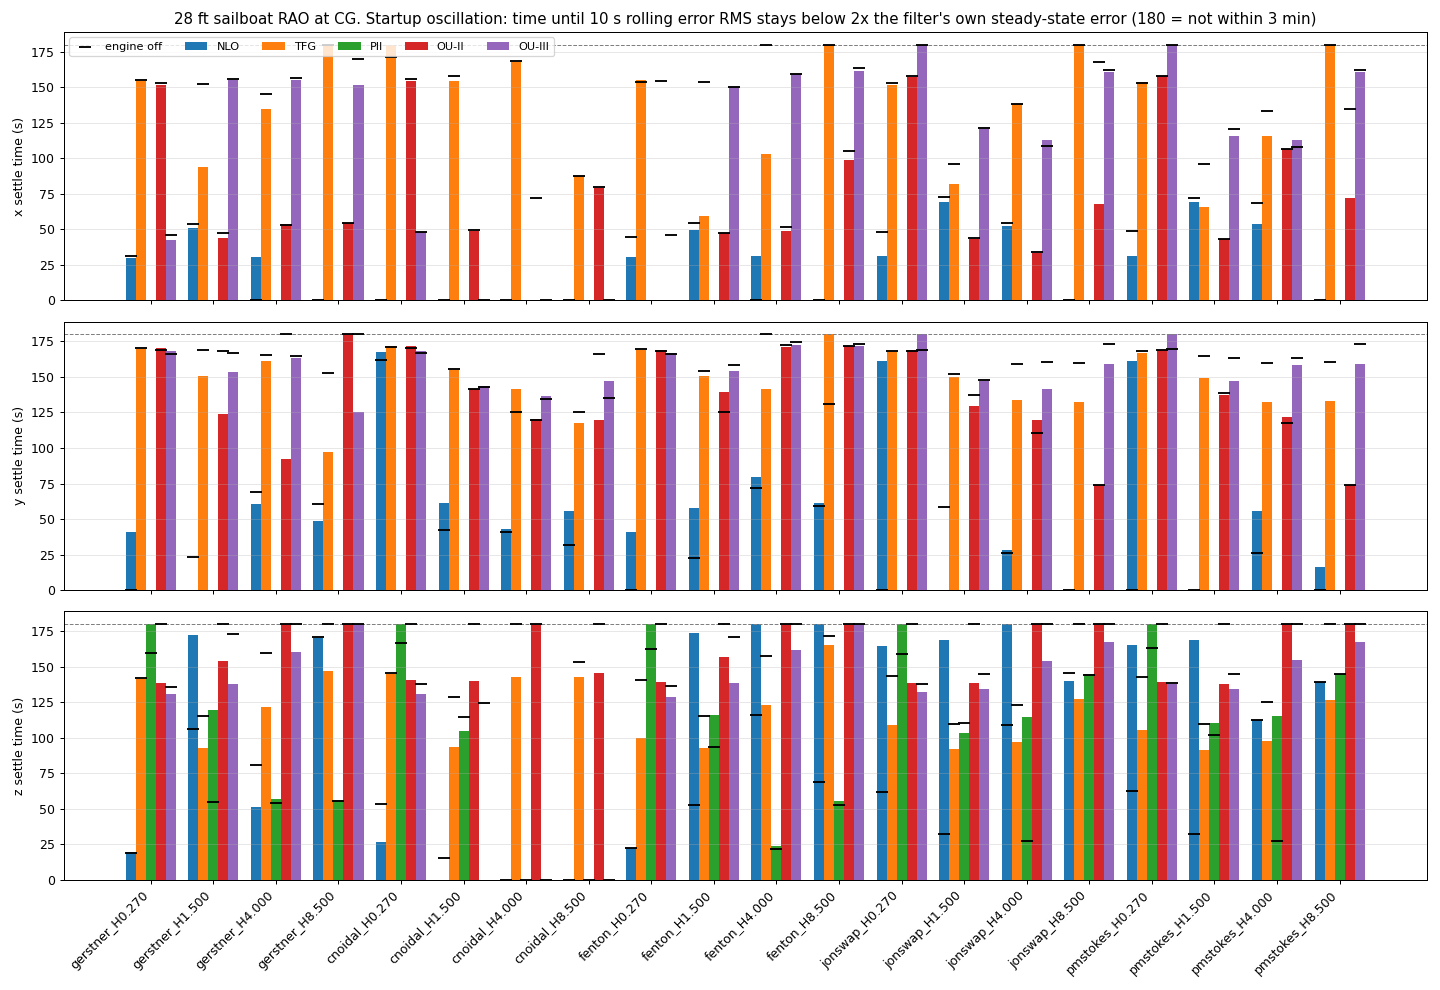 28 ft sailboat RAO at CG. Startup oscillation: time until 10 s rolling error RMS stays below 2x the filter's own steady-state error (180 = not within 3 min)
engine off NLO TFG PII OU-II OU-III
x settle time (s)
175
150
125
100
75
50
25
0
y settle time (s)
175
150
125
100
75
50
25
0
z settle time (s)
175
150
125
100
75
50
25
0
gerstner_H0.270
gerstner_H1.500
gerstner_H4.000
gerstner_H8.500
cnoidal_H0.270
cnoidal_H1.500
cnoidal_H4.000
cnoidal_H8.500
fenton_H0.270
fenton_H1.500
fenton_H4.000
fenton_H8.500
jonswap_H0.270
jonswap_H1.500
jonswap_H4.000
jonswap_H8.500
pmstokes_H0.270
pmstokes_H1.500
pmstokes_H4.000
pmstokes_H8.500